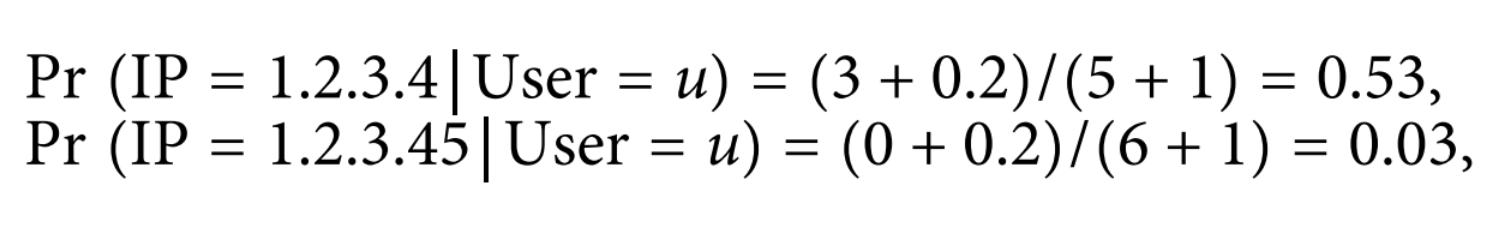 Pr (IP = 1.2.3.4|User = u) = (3 + 0.2)/(5 + 1) = 0.53,
Pr (IP = 1.2.3.45|User = u) = (0 + 0.2)/(6 + 1) = 0.03,